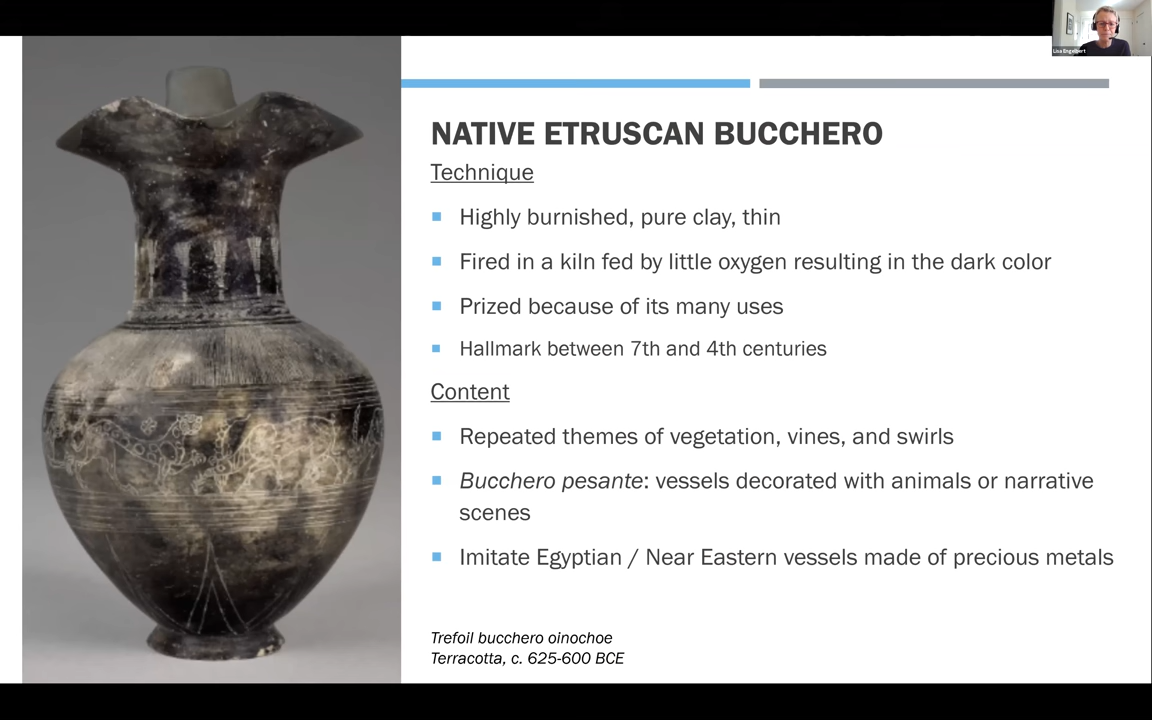 Lisa Engelbert
NATIVE ETRUSCAN BUCCHERO
Technique
Highly burnished, pure clay, thin
Fired in a kiln fed by little oxygen resulting in the dark color
Prized because of its many uses
Hallmark between 7th and 4th centuries
Content
Repeated themes of vegetation, vines, and swirls
Bucchero pesante: vessels decorated with animals or narrative
scenes
Imitate Egyptian / Near Eastern vessels made of precious metals
Trefoil bucchero oinochoe
Terracotta, c. 625-600 BCE